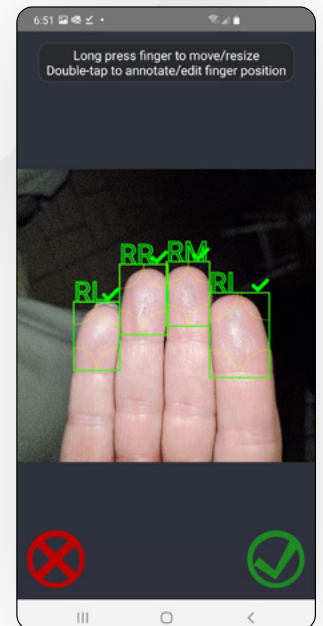 6:51
Long press finger to move/resize
Double-tap to annotate/edit finger position
RL RR RM RI